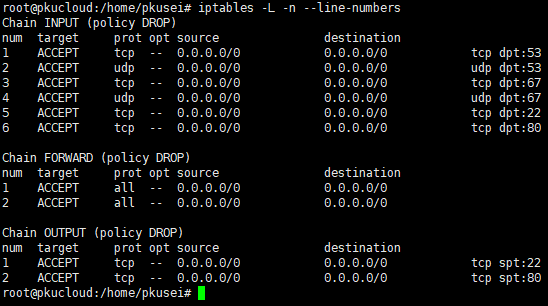 root@pkucloud:/home/pkusei# iptables -L -n --line-numbers
Chain INPUT (policy DROP)
num  target     prot opt source               destination
1    ACCEPT     tcp  --  0.0.0.0/0            0.0.0.0/0            tcp dpt:53
2    ACCEPT     udp  --  0.0.0.0/0            0.0.0.0/0            udp dpt:53
3    ACCEPT     tcp  --  0.0.0.0/0            0.0.0.0/0            tcp dpt:67
4    ACCEPT     udp  --  0.0.0.0/0            0.0.0.0/0            udp dpt:67
5    ACCEPT     tcp  --  0.0.0.0/0            0.0.0.0/0            tcp dpt:22
6    ACCEPT     tcp  --  0.0.0.0/0            0.0.0.0/0            tcp dpt:80
Chain FORWARD (policy DROP)
num  target     prot opt source               destination
1    ACCEPT     all  --  0.0.0.0/0            0.0.0.0/0
2    ACCEPT     all  --  0.0.0.0/0            0.0.0.0/0
Chain OUTPUT (policy DROP)
num  target     prot opt source               destination
1    ACCEPT     tcp  --  0.0.0.0/0            0.0.0.0/0            tcp spt:22
2    ACCEPT     tcp  --  0.0.0.0/0            0.0.0.0/0            tcp spt:80
root@pkucloud:/home/pkusei#